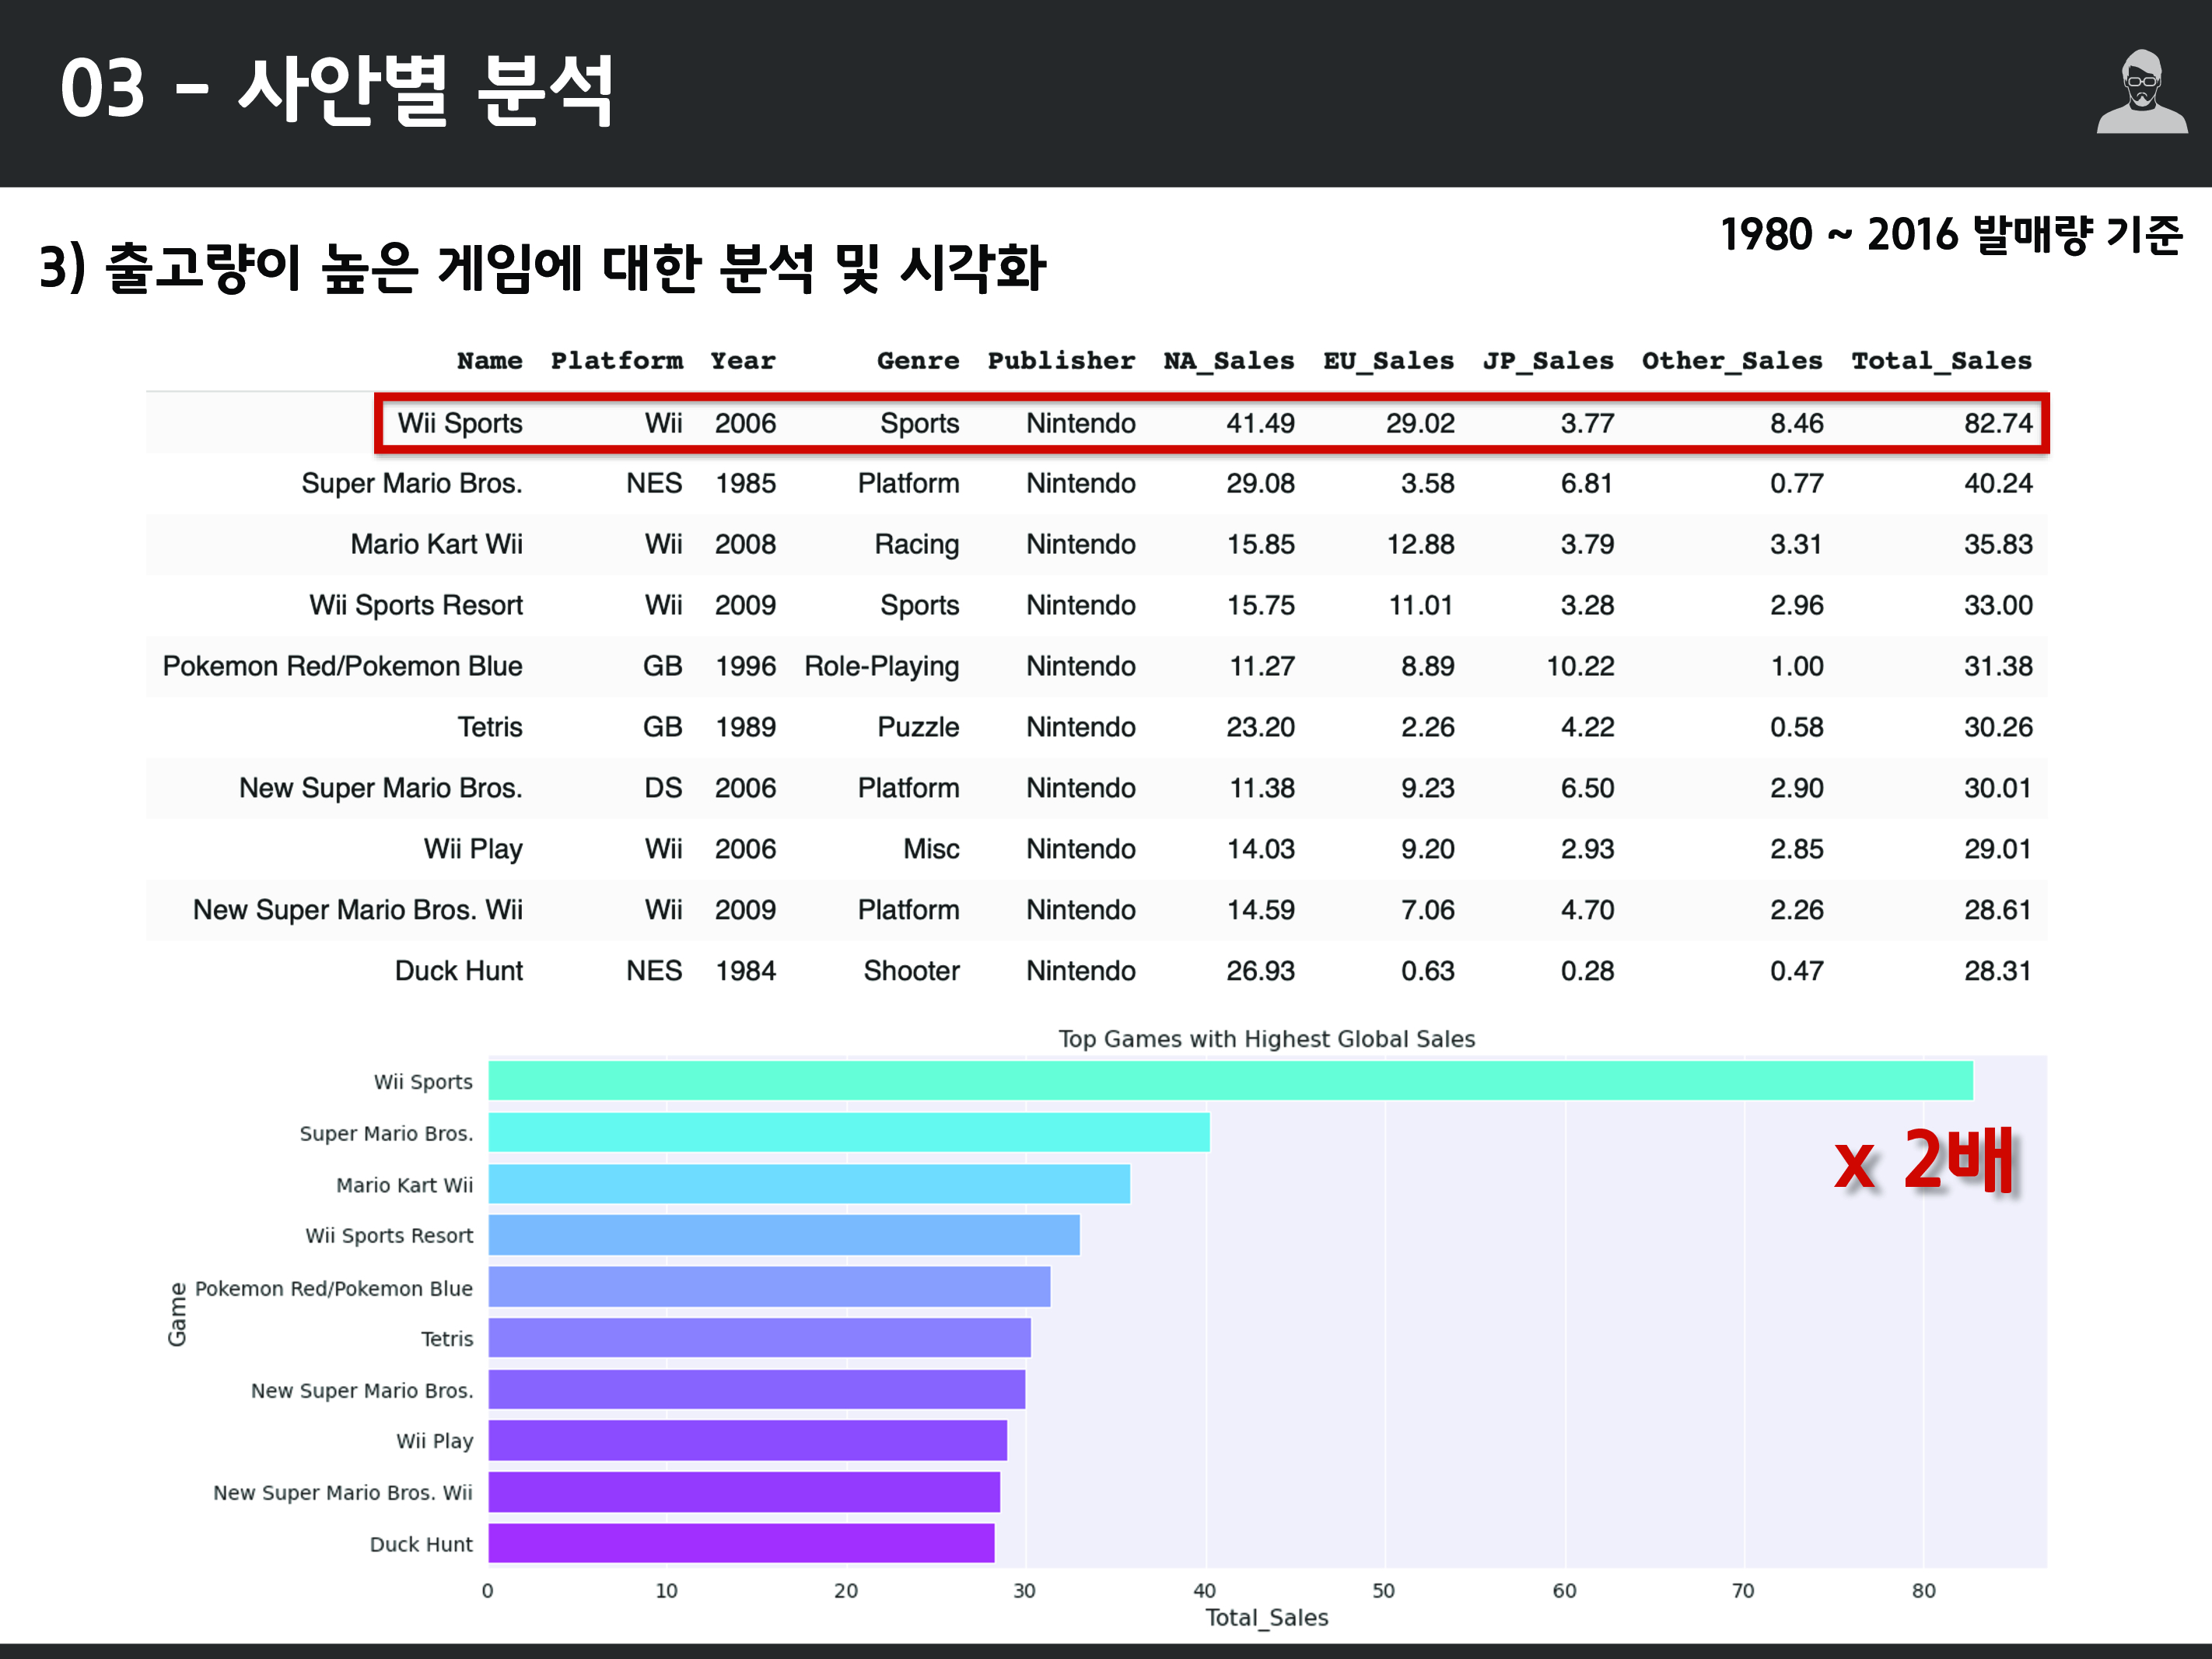 03 - 사안별 분석
1980 ~ 2016 발매량 기준
3) 출고량이 높은 게임에 대한 분석 및 시각화
Name Platform Year Genre Publisher NA_Sales EU_Sales JP_Sales Other_Sales Total_Sales
Wii Sports Wii 2006 Sports Nintendo 41.49 29.02 3.77 8.46 82.74
Super Mario Bros. NES 1985 Platform Nintendo 29.08 3.58 6.81 0.77 40.24
Mario Kart Wii Wii 2008 Racing Nintendo 15.85 12.88 3.79 3.31 35.83
Wii Sports Resort Wii 2009 Sports Nintendo 15.75 11.01 3.28 2.96 33.00
Pokemon Red/Pokemon Blue GB 1996 Role-Playing Nintendo 11.27 8.89 10.22 1.00 31.38
Tetris GB 1989 Puzzle Nintendo 23.20 2.26 4.22 0.58 30.26
New Super Mario Bros. DS 2006 Platform Nintendo 11.38 9.23 6.50 2.90 30.01
Wii Play Wii 2006 Misc Nintendo 14.03 9.20 2.93 2.85 29.01
New Super Mario Bros. Wii Wii 2009 Platform Nintendo 14.59 7.06 4.70 2.26 28.61
Duck Hunt NES 1984 Shooter Nintendo 26.93 0.63 0.28 0.47 28.31
Top Games with Highest Global Sales
Wii Sports
Super Mario Bros.
x 2배
Mario Kart Wii
Wii Sports Resort
Pokemon Red/Pokemon Blue
Game
Tetris
New Super Mario Bros.
Wii Play
New Super Mario Bros. Wii
Duck Hunt
0 10 20 30 40 50 60 70 80
Total_Sales